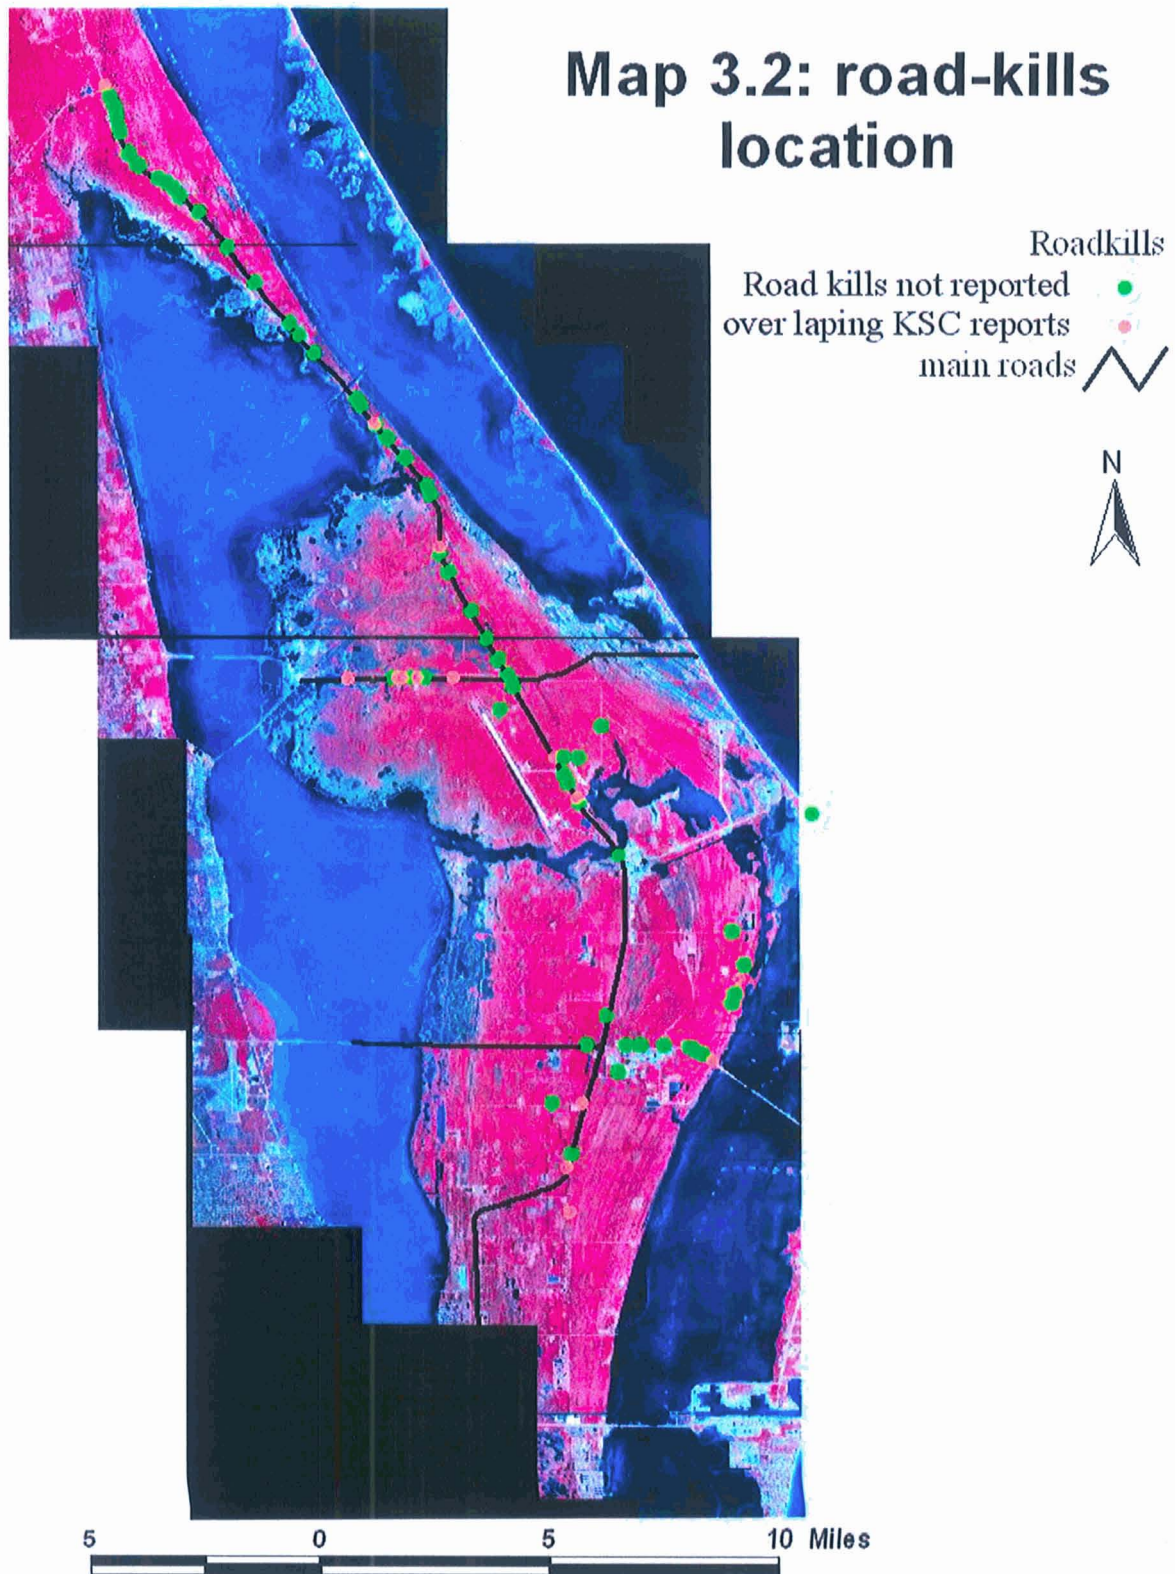 Map 3.2: road-kills
location
Roadkills
Road kills not reported
over laping KSC reports
main roads
N
5 0 5 10 Miles